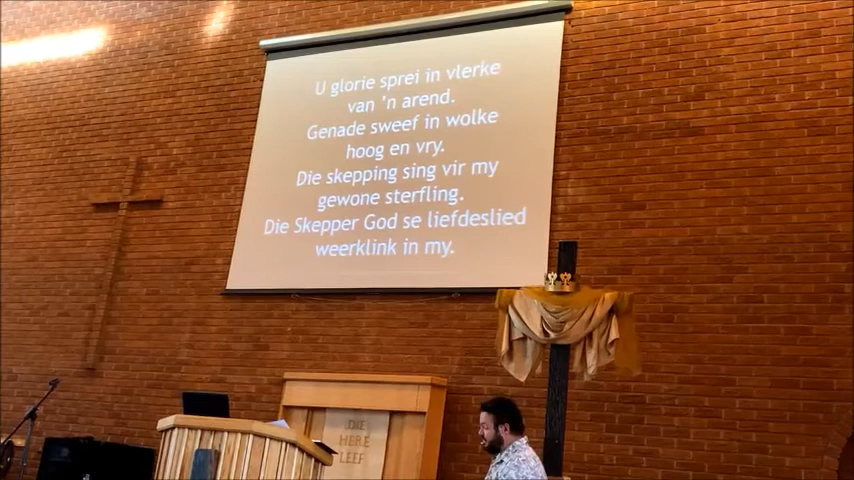 U glorie sprei in vlerke
van 'n arend.
Genade sweef in wolke
hoog en vry.
Die skepping sing vir my
gewone sterfling.
Die Skepper God se liefdeslied
weerklink in my.
DIE
HERE
LEEF